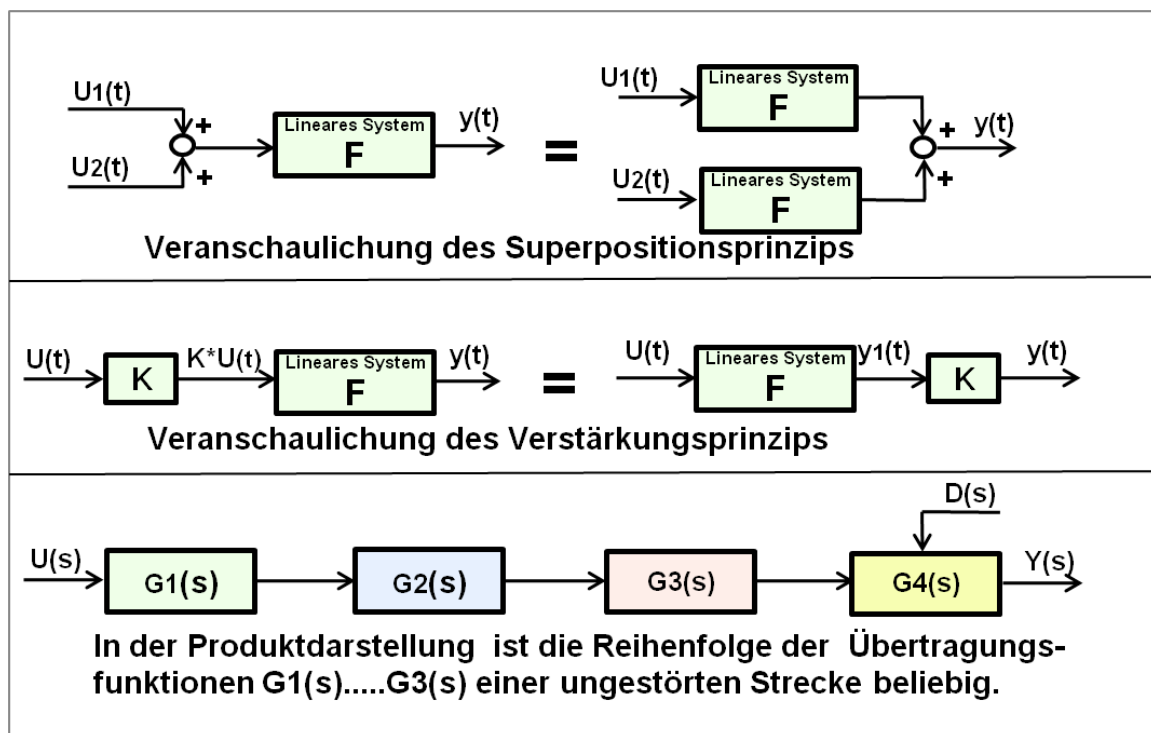 U1(t)
U2(t)
+
+
Lineares System
F
y(t)
=
U1(t)
Lineares System
F
U2(t)
Lineares System
F
+
+
y(t)
Veranschaulichung des Superpositionsprinzips
U(t)
K
K*U(t)
Lineares System
F
y(t)
=
U(t)
Lineares System
F
y1(t)
K
y(t)
Veranschaulichung des Verstärkungsprinzips
D(s)
U(s)
G1(s)
G2(s)
G3(s)
G4(s)
Y(s)
In der Produktdarstellung ist die Reihenfolge der Übertragungs-
funktionen G1(s).....G3(s) einer ungestörten Strecke beliebig.